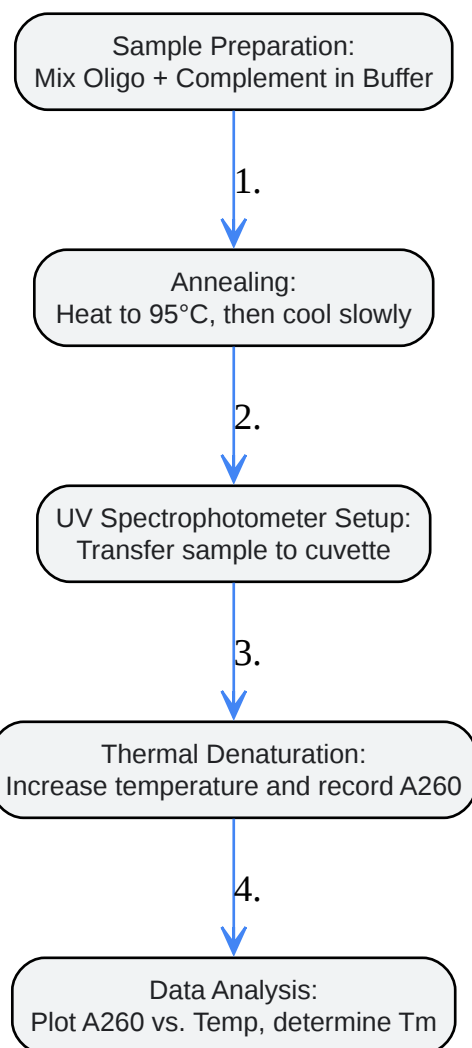 Sample Preparation:
Mix Oligo + Complement in Buffer
1.
Annealing:
Heat to 95°C, then cool slowly
2.
UV Spectrophotometer Setup:
Transfer sample to cuvette
3.
Thermal Denaturation:
Increase temperature and record A260
4.
Data Analysis:
Plot A260 vs. Temp, determine Tm